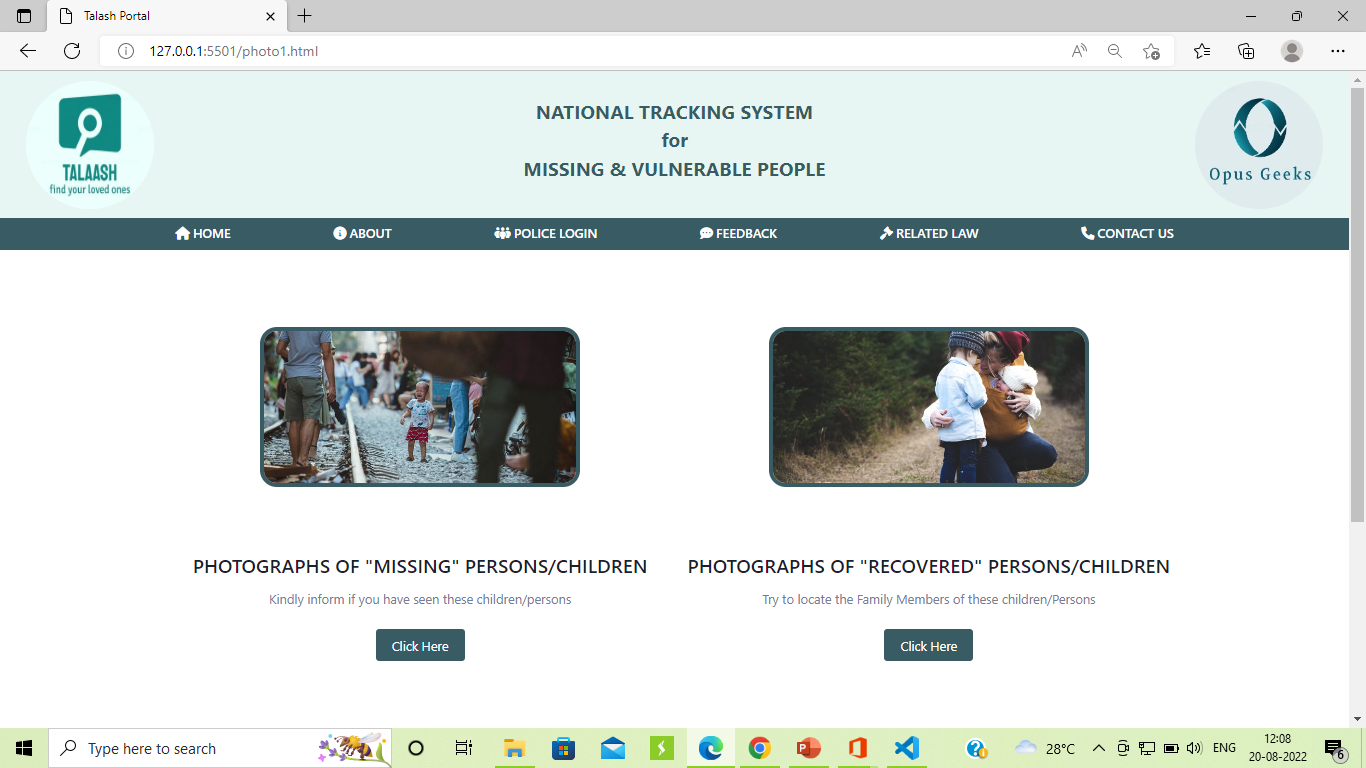 Talash Portal
127.0.0.1:5501/photo1.html
TALAASH
find your loved ones
NATIONAL TRACKING SYSTEM
for
MISSING & VULNERABLE PEOPLE
Opus Geeks
HOME
ABOUT
POLICE LOGIN
FEEDBACK
RELATED LAW
CONTACT US
PHOTOGRAPHS OF "MISSING" PERSONS/CHILDREN
Kindly inform if you have seen these children/persons
Click Here
PHOTOGRAPHS OF "RECOVERED" PERSONS/CHILDREN
Try to locate the Family Members of these children/Persons
Click Here
Type here to search
28°C
ENG
12:08
20-08-2022
6